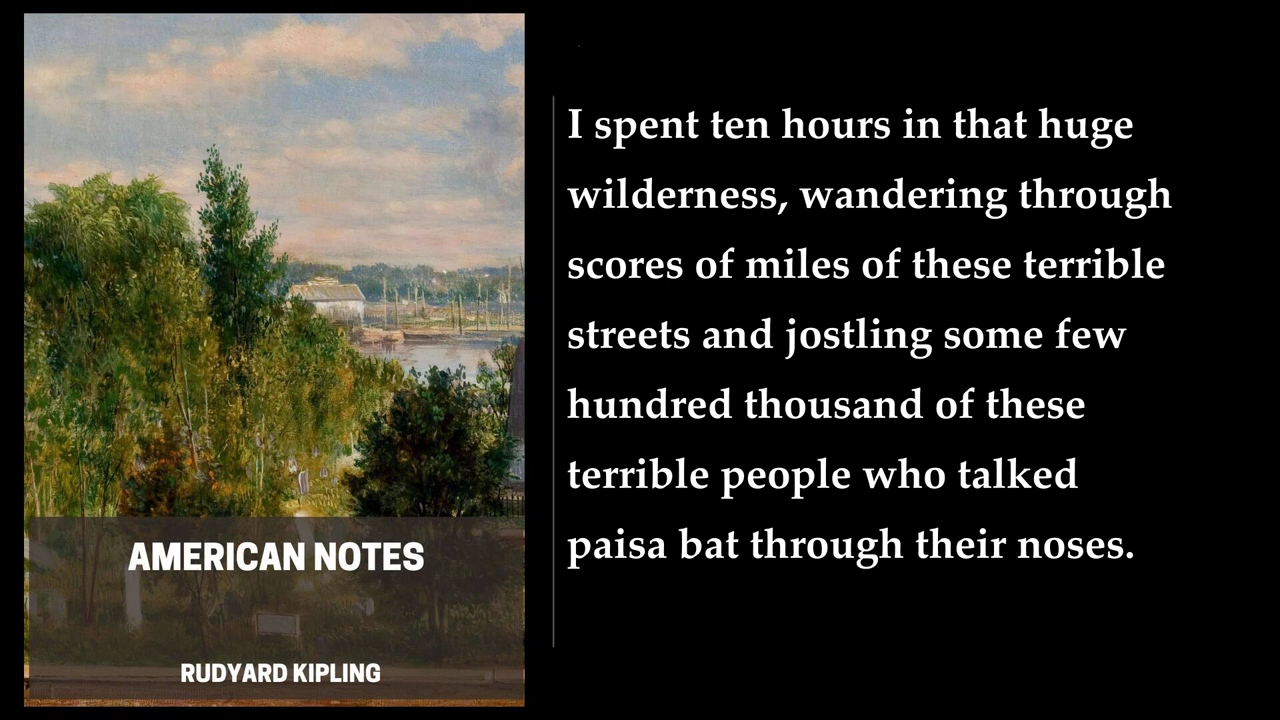 I spent ten hours in that huge
wilderness, wandering through
scores of miles of these terrible
streets and jostling some few
hundred thousand of these
terrible people who talked
paisa bat through their noses.
AMERICAN NOTES
RUDYARD KIPLING